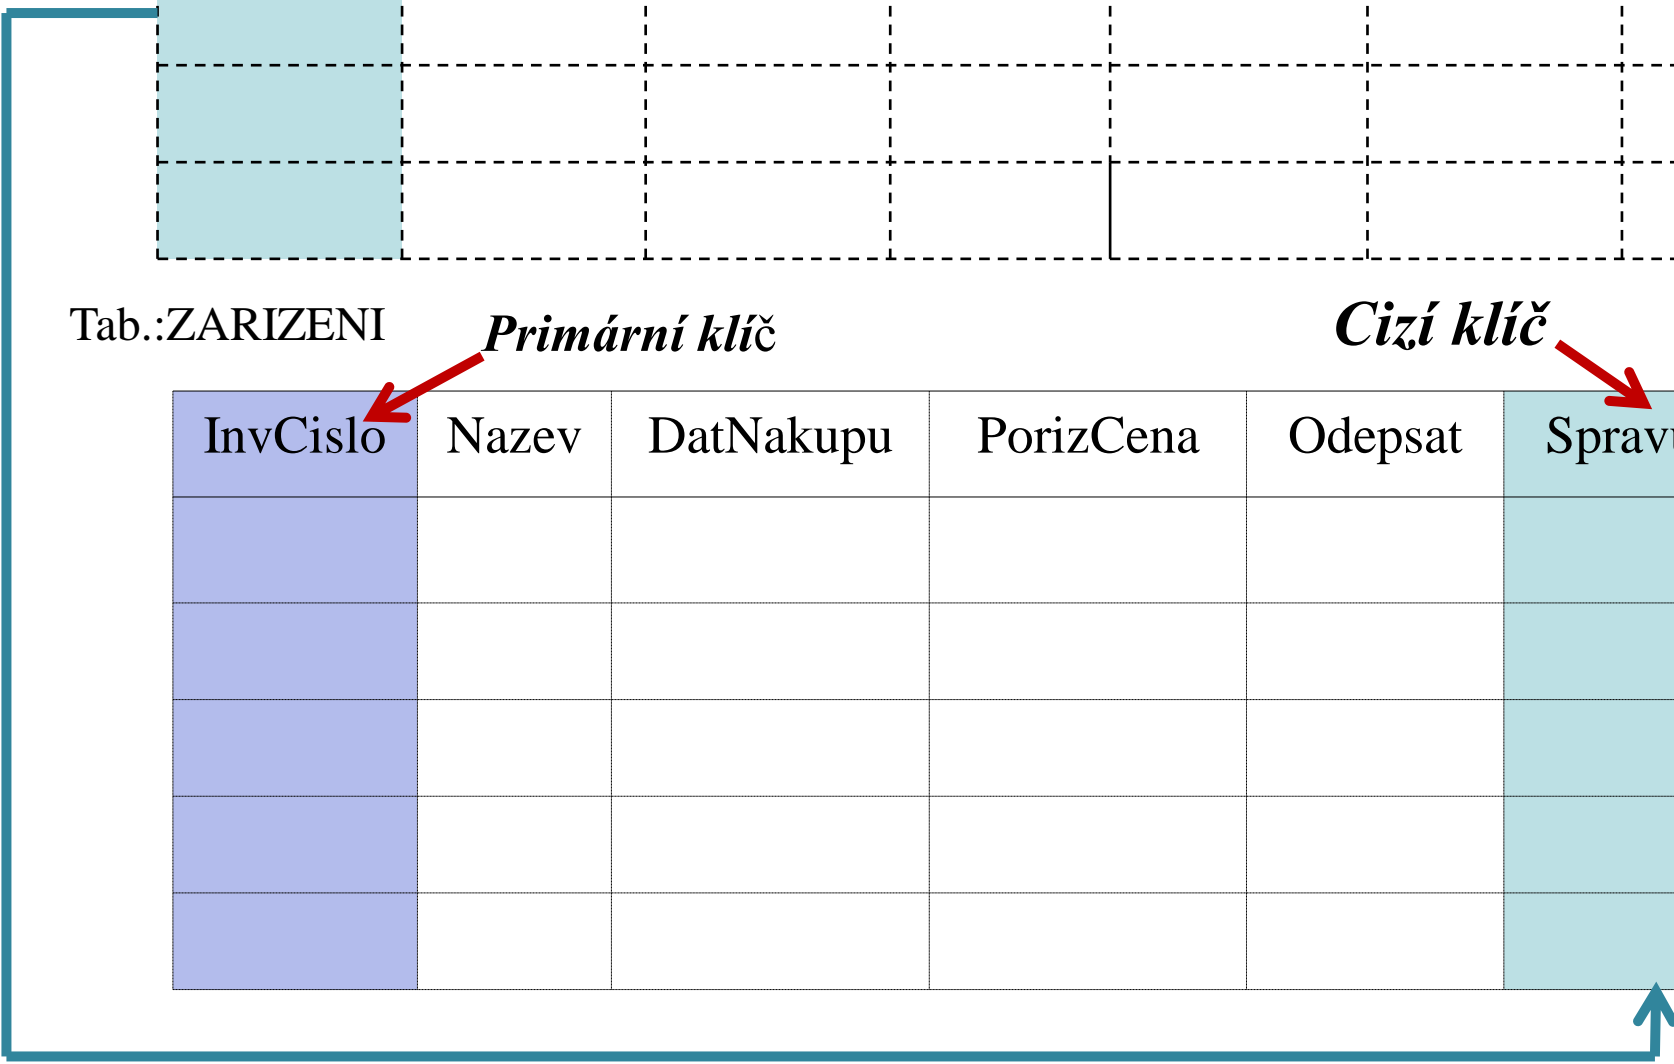 Tab.:ZARIZENI
Primární klíč
Cizí klíč
InvCislo Nazev DatNakupu PorizCena Odepsat